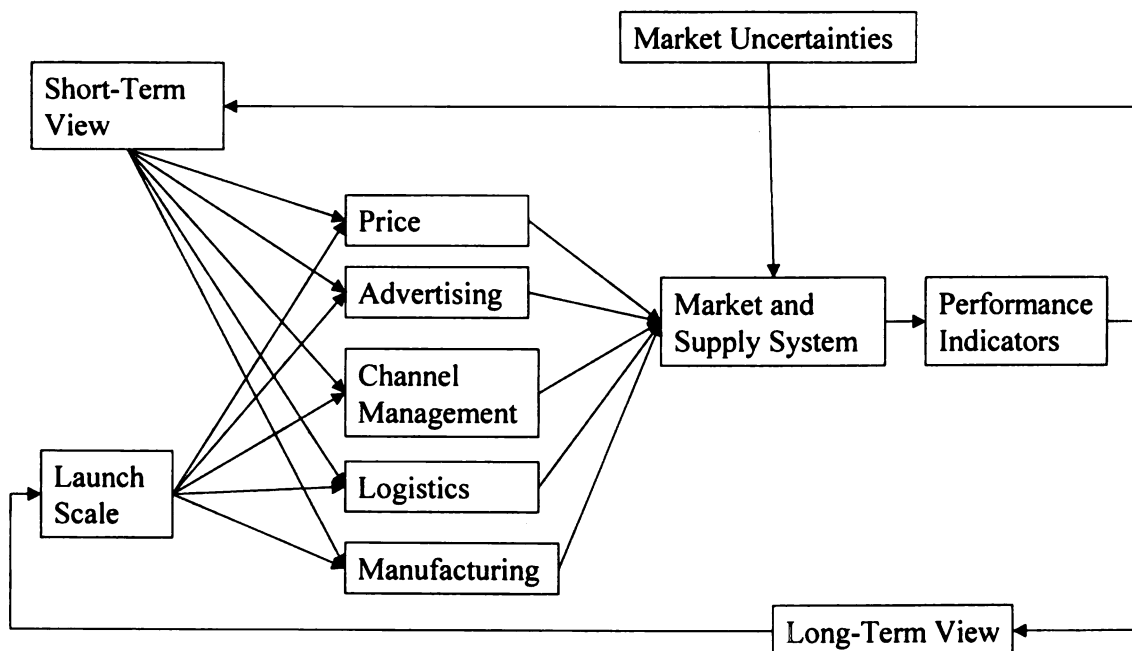 Market Uncertainties
Short-Term
View
Price
Advertising
Market and
Supply System
Performance
Indicators
Channel
Management
Launch
Scale
Logistics
Manufacturing
Long-Term View